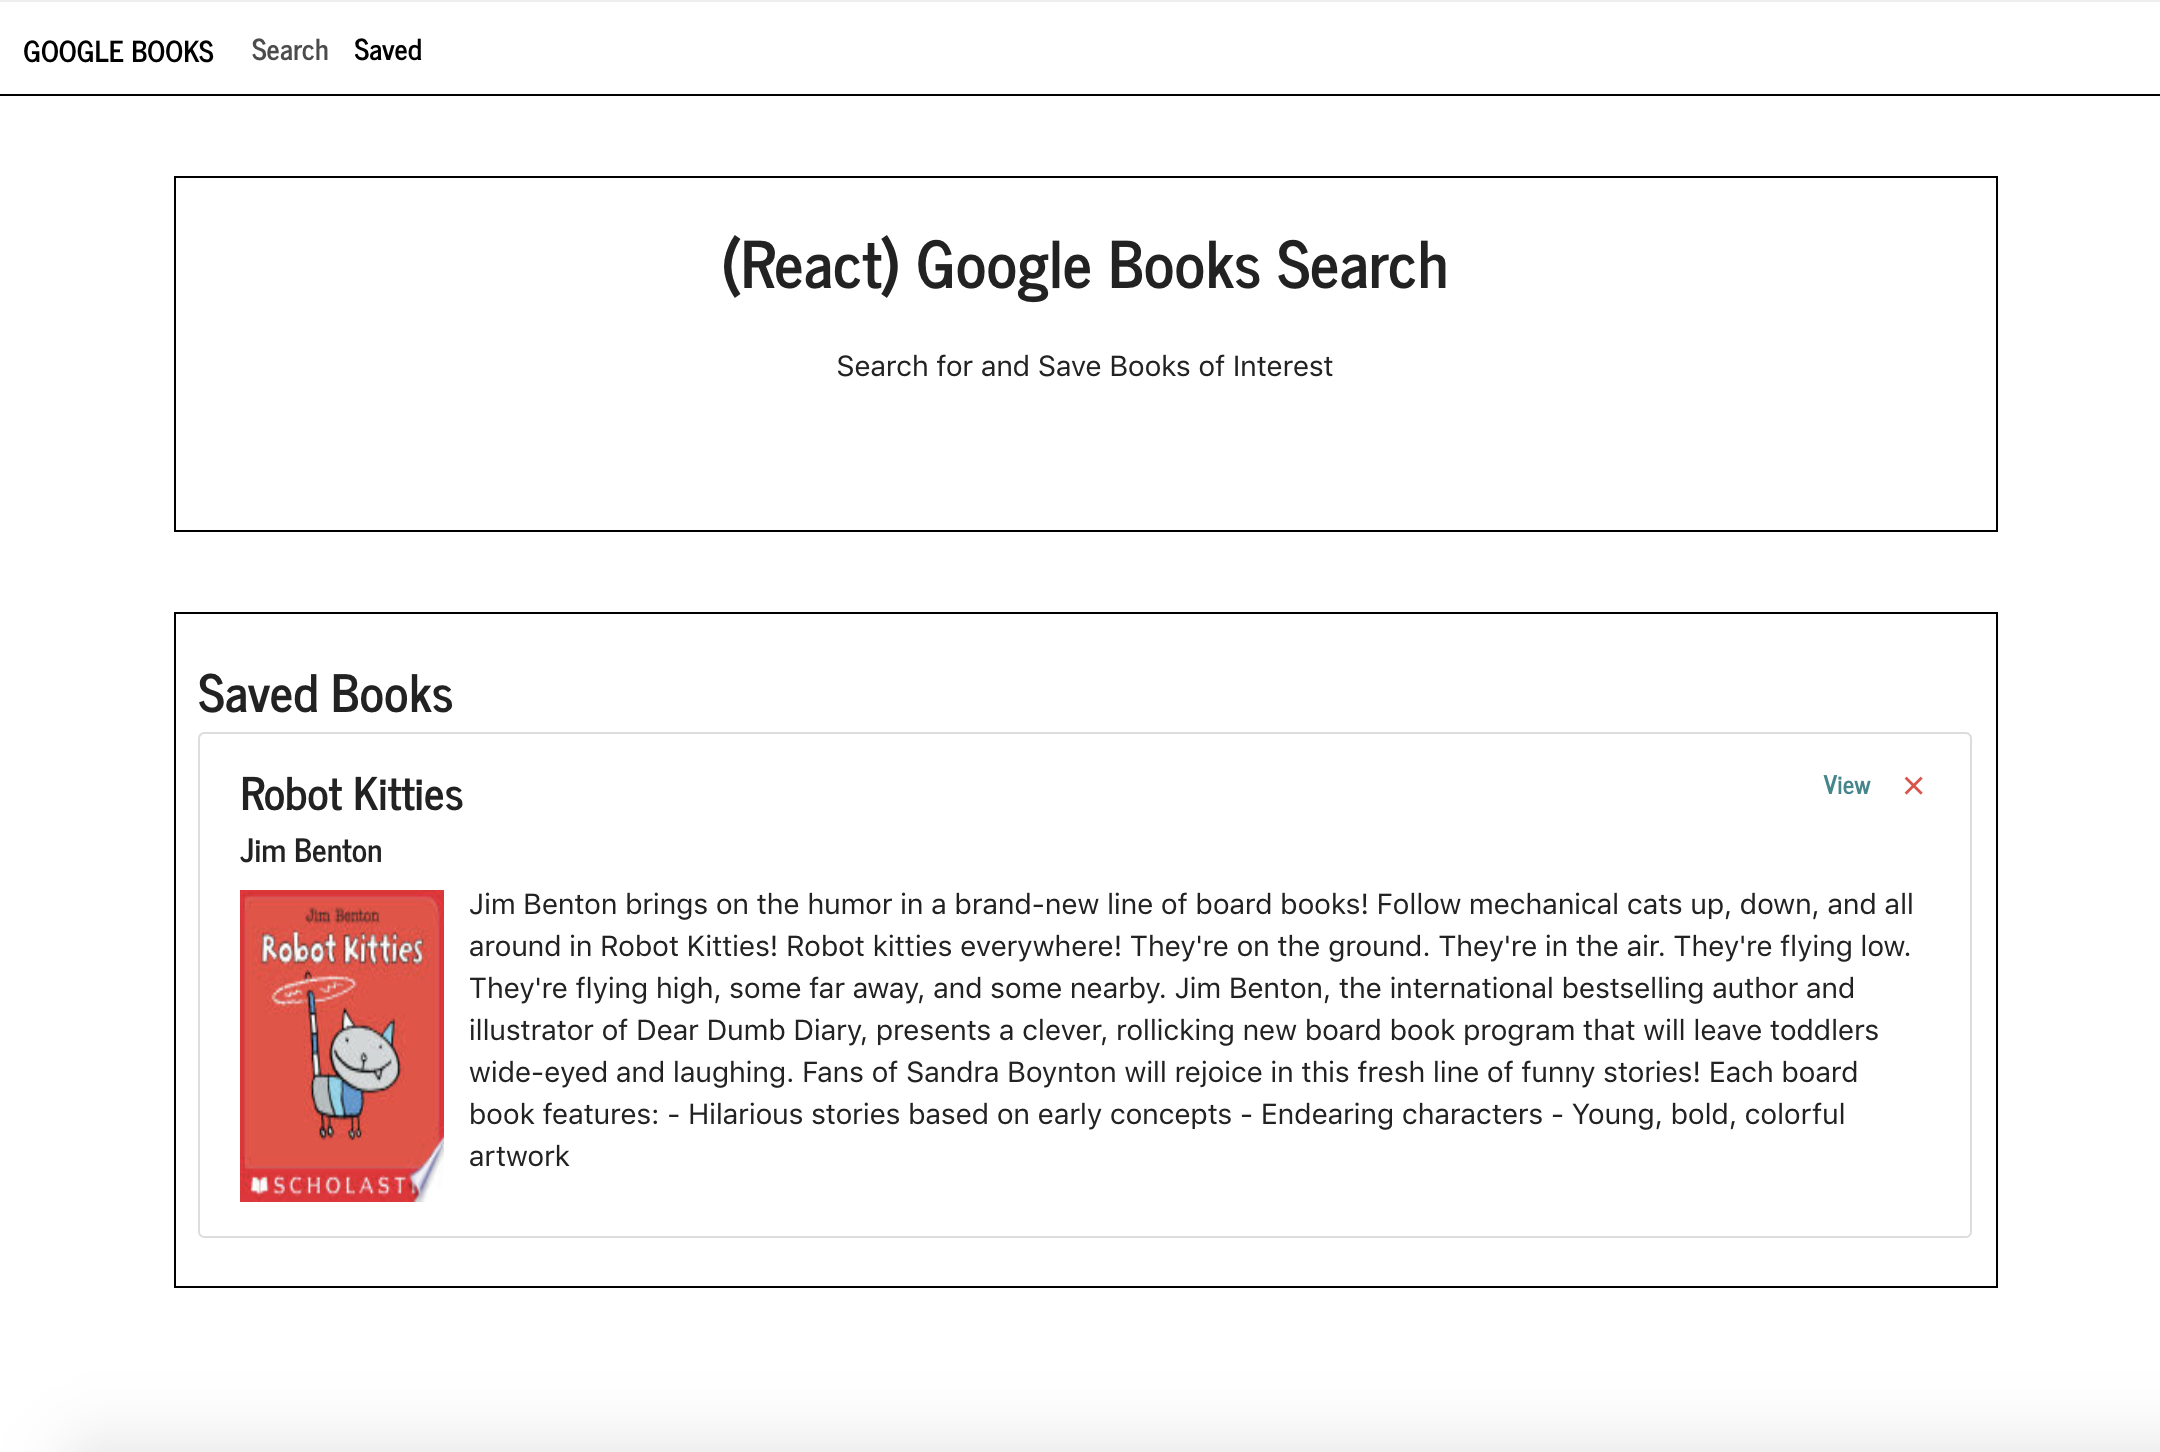 GOOGLE BOOKS Search Saved
(React) Google Books Search
Search for and Save Books of Interest
Saved Books
Robot Kitties
View ×
Jim Benton
Jim Benton
Robot Kitties
SCHOLASTI
Jim Benton brings on the humor in a brand-new line of board books! Follow mechanical cats up, down, and all
around in Robot Kitties! Robot kitties everywhere! They're on the ground. They're in the air. They're flying low.
They're flying high, some far away, and some nearby. Jim Benton, the international bestselling author and
illustrator of Dear Dumb Diary, presents a clever, rollicking new board book program that will leave toddlers
wide-eyed and laughing. Fans of Sandra Boynton will rejoice in this fresh line of funny stories! Each board
book features: - Hilarious stories based on early concepts - Endearing characters - Young, bold, colorful
artwork